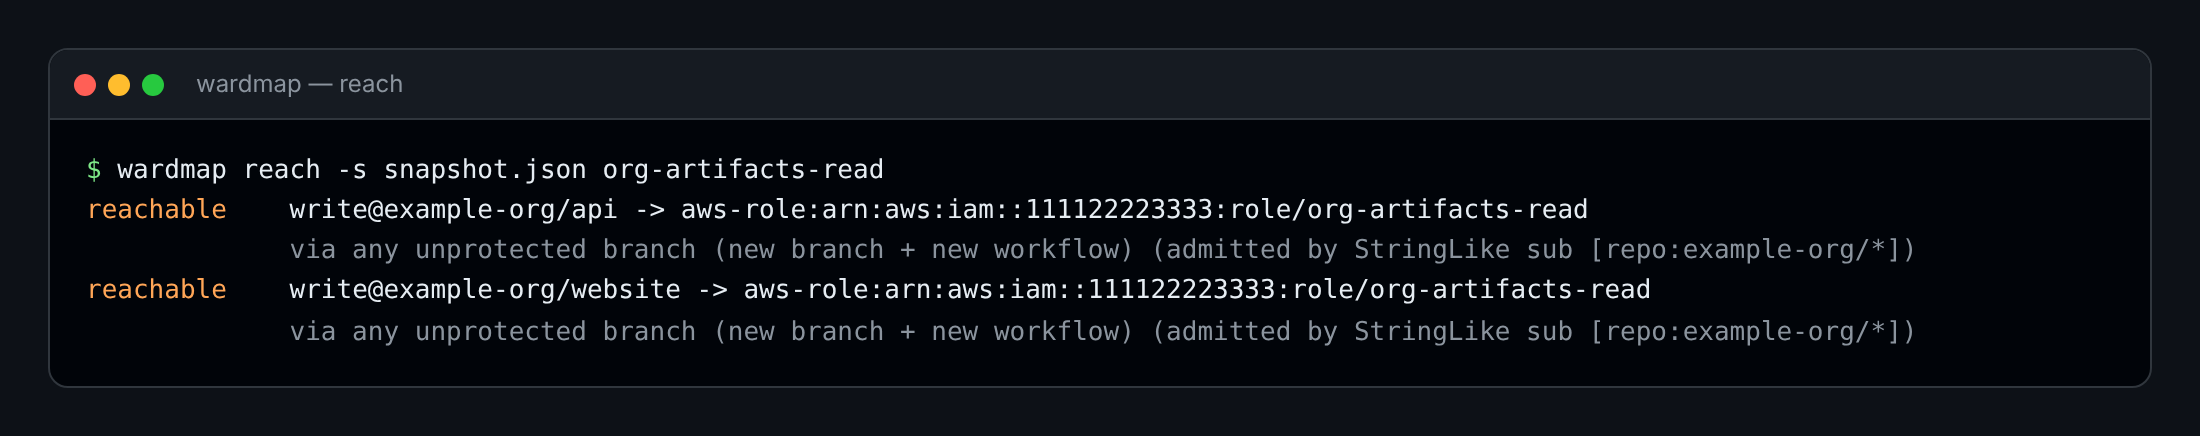 wardmap — reach
$ wardmap reach -s snapshot.json org-artifacts-read
reachable    write@example-org/api -> aws-role:arn:aws:iam::111122223333:role/org-artifacts-read
             via any unprotected branch (new branch + new workflow) (admitted by StringLike sub [repo:example-org/*])
reachable    write@example-org/website -> aws-role:arn:aws:iam::111122223333:role/org-artifacts-read
             via any unprotected branch (new branch + new workflow) (admitted by StringLike sub [repo:example-org/*])